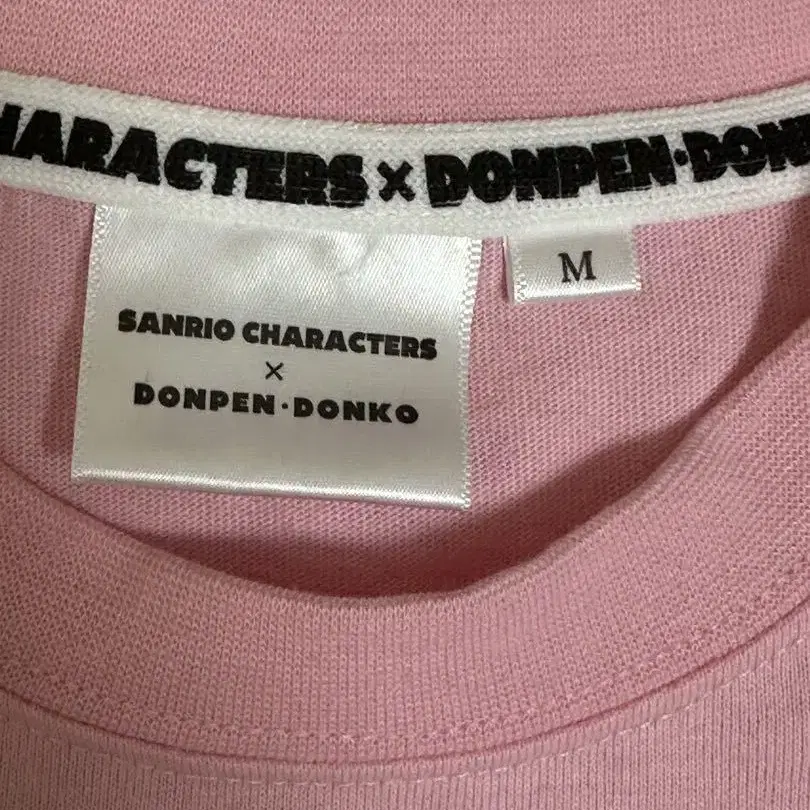 HARACTERS × DONPEN·DON
M
SANRIO CHARACTERS
×
DONPEN·DONKO